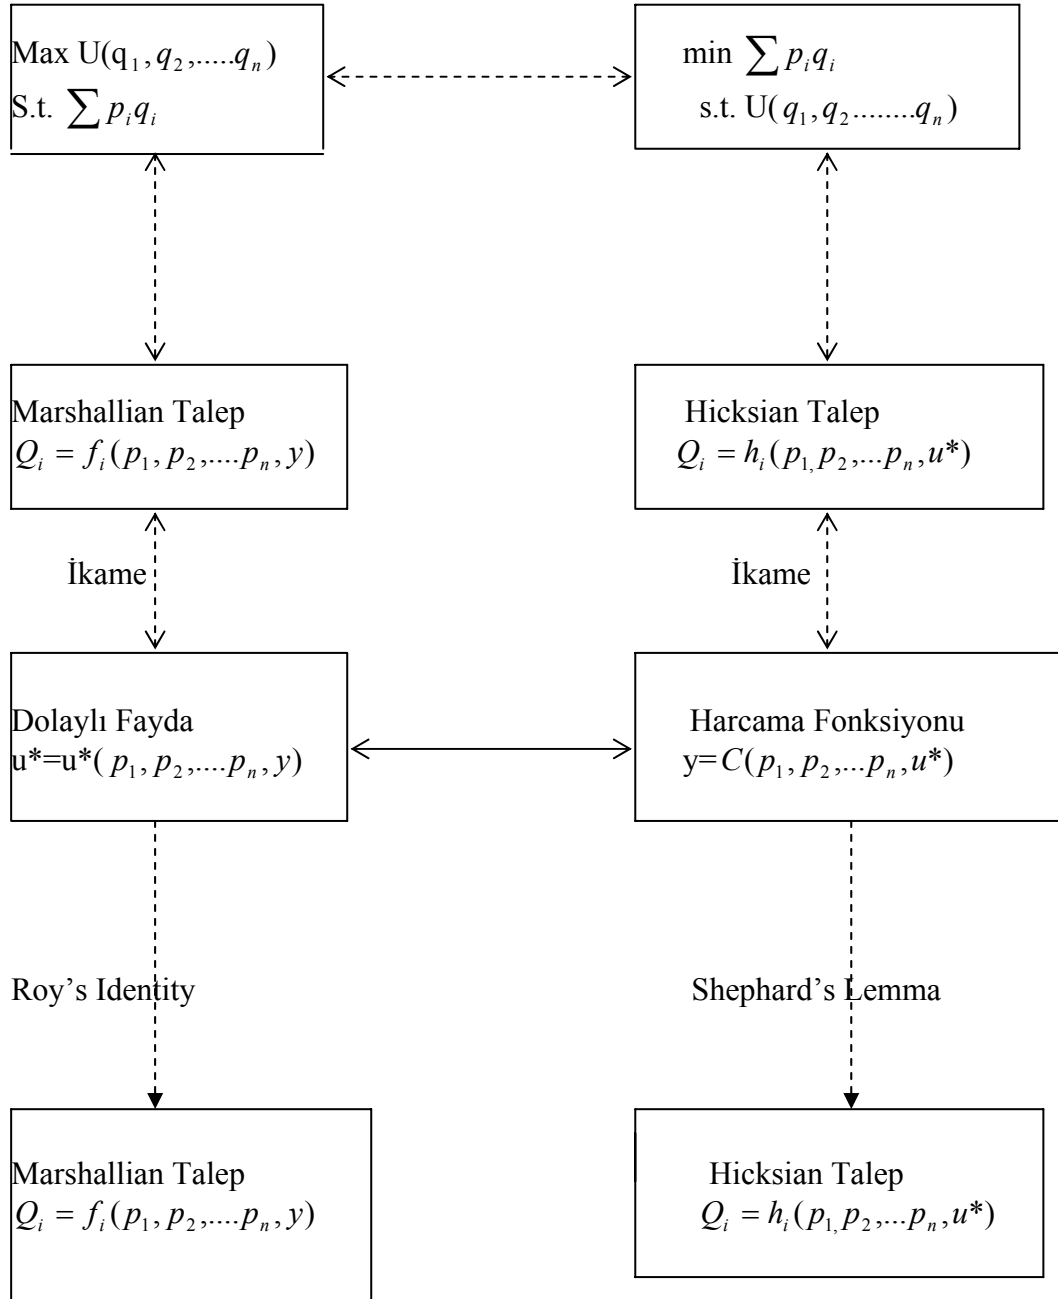 Max U(q₁, q₂,.....qₙ)
S.t. ∑ pᵢqᵢ
min ∑ pᵢqᵢ
s.t. U( q₁, q₂........qₙ)
Marshallian Talep
Qᵢ = fᵢ(p₁, p₂,....pₙ, y)
Hicksian Talep
Qᵢ = hᵢ(p₁, p₂,...pₙ, u*)
İkame
İkame
Dolaylı Fayda
u*=u*( p₁, p₂,....pₙ, y)
Harcama Fonksiyonu
y=C(p₁, p₂,...pₙ, u*)
Roy’s Identity
Shephard’s Lemma
Marshallian Talep
Qᵢ = fᵢ(p₁, p₂,....pₙ, y)
Hicksian Talep
Qᵢ = hᵢ(p₁, p₂,...pₙ, u*)